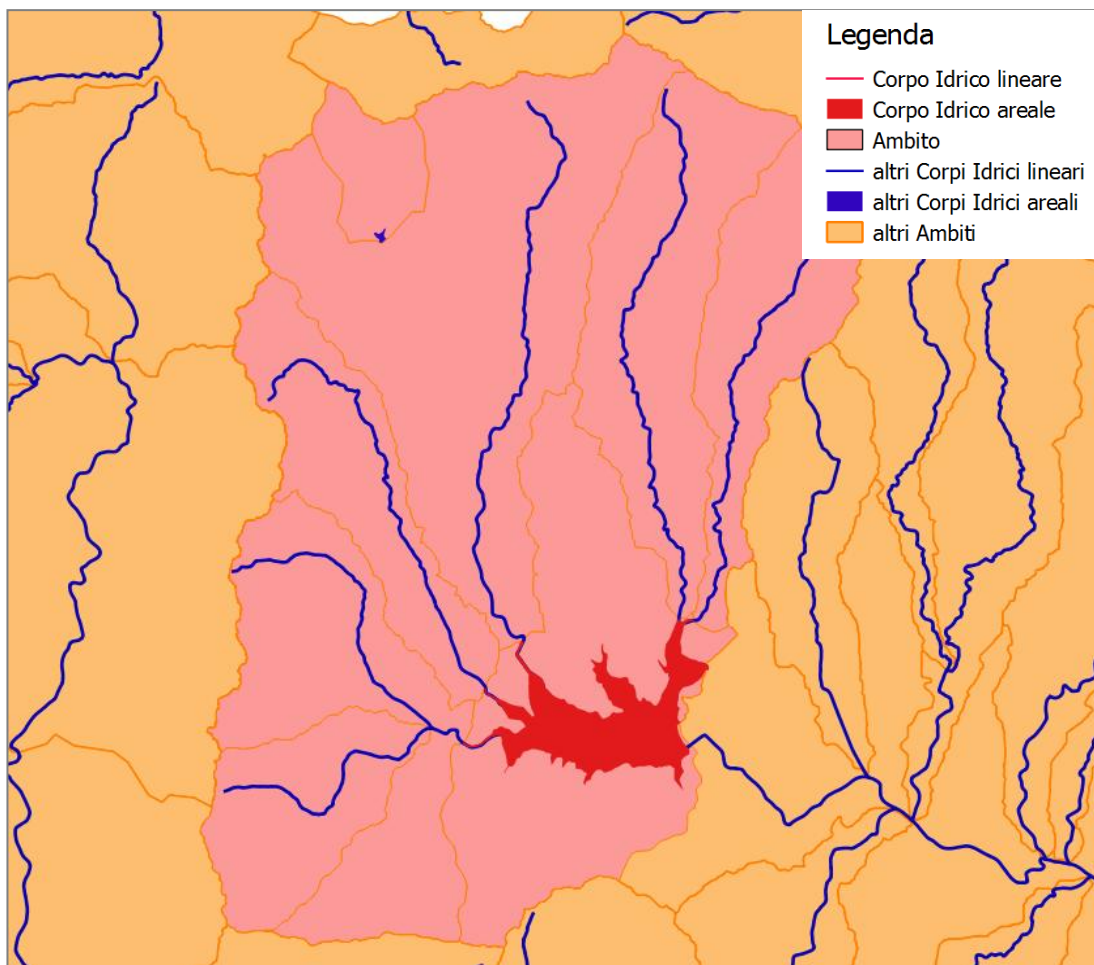 Legenda
Corpo Idrico lineare
Corpo Idrico areale
Ambito
altri Corpi Idrici lineari
altri Corpi Idrici areali
altri Ambiti